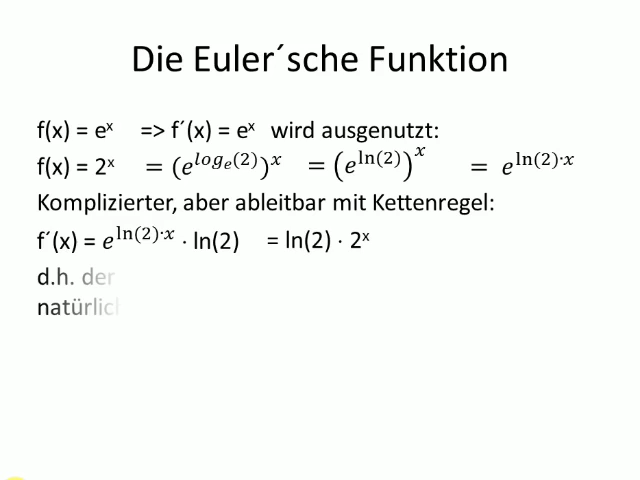 Die Euler´sche Funktion
f(x) = eˣ => f´(x) = eˣ wird ausgenutzt:
f(x) = 2ˣ = (e^{log_e(2)})^x = (e^{ln(2)})^x = e^{ln(2)·x}
Komplizierter, aber ableitbar mit Kettenregel:
f´(x) = e^{ln(2)·x} · ln(2) = ln(2) · 2ˣ
d.h. der